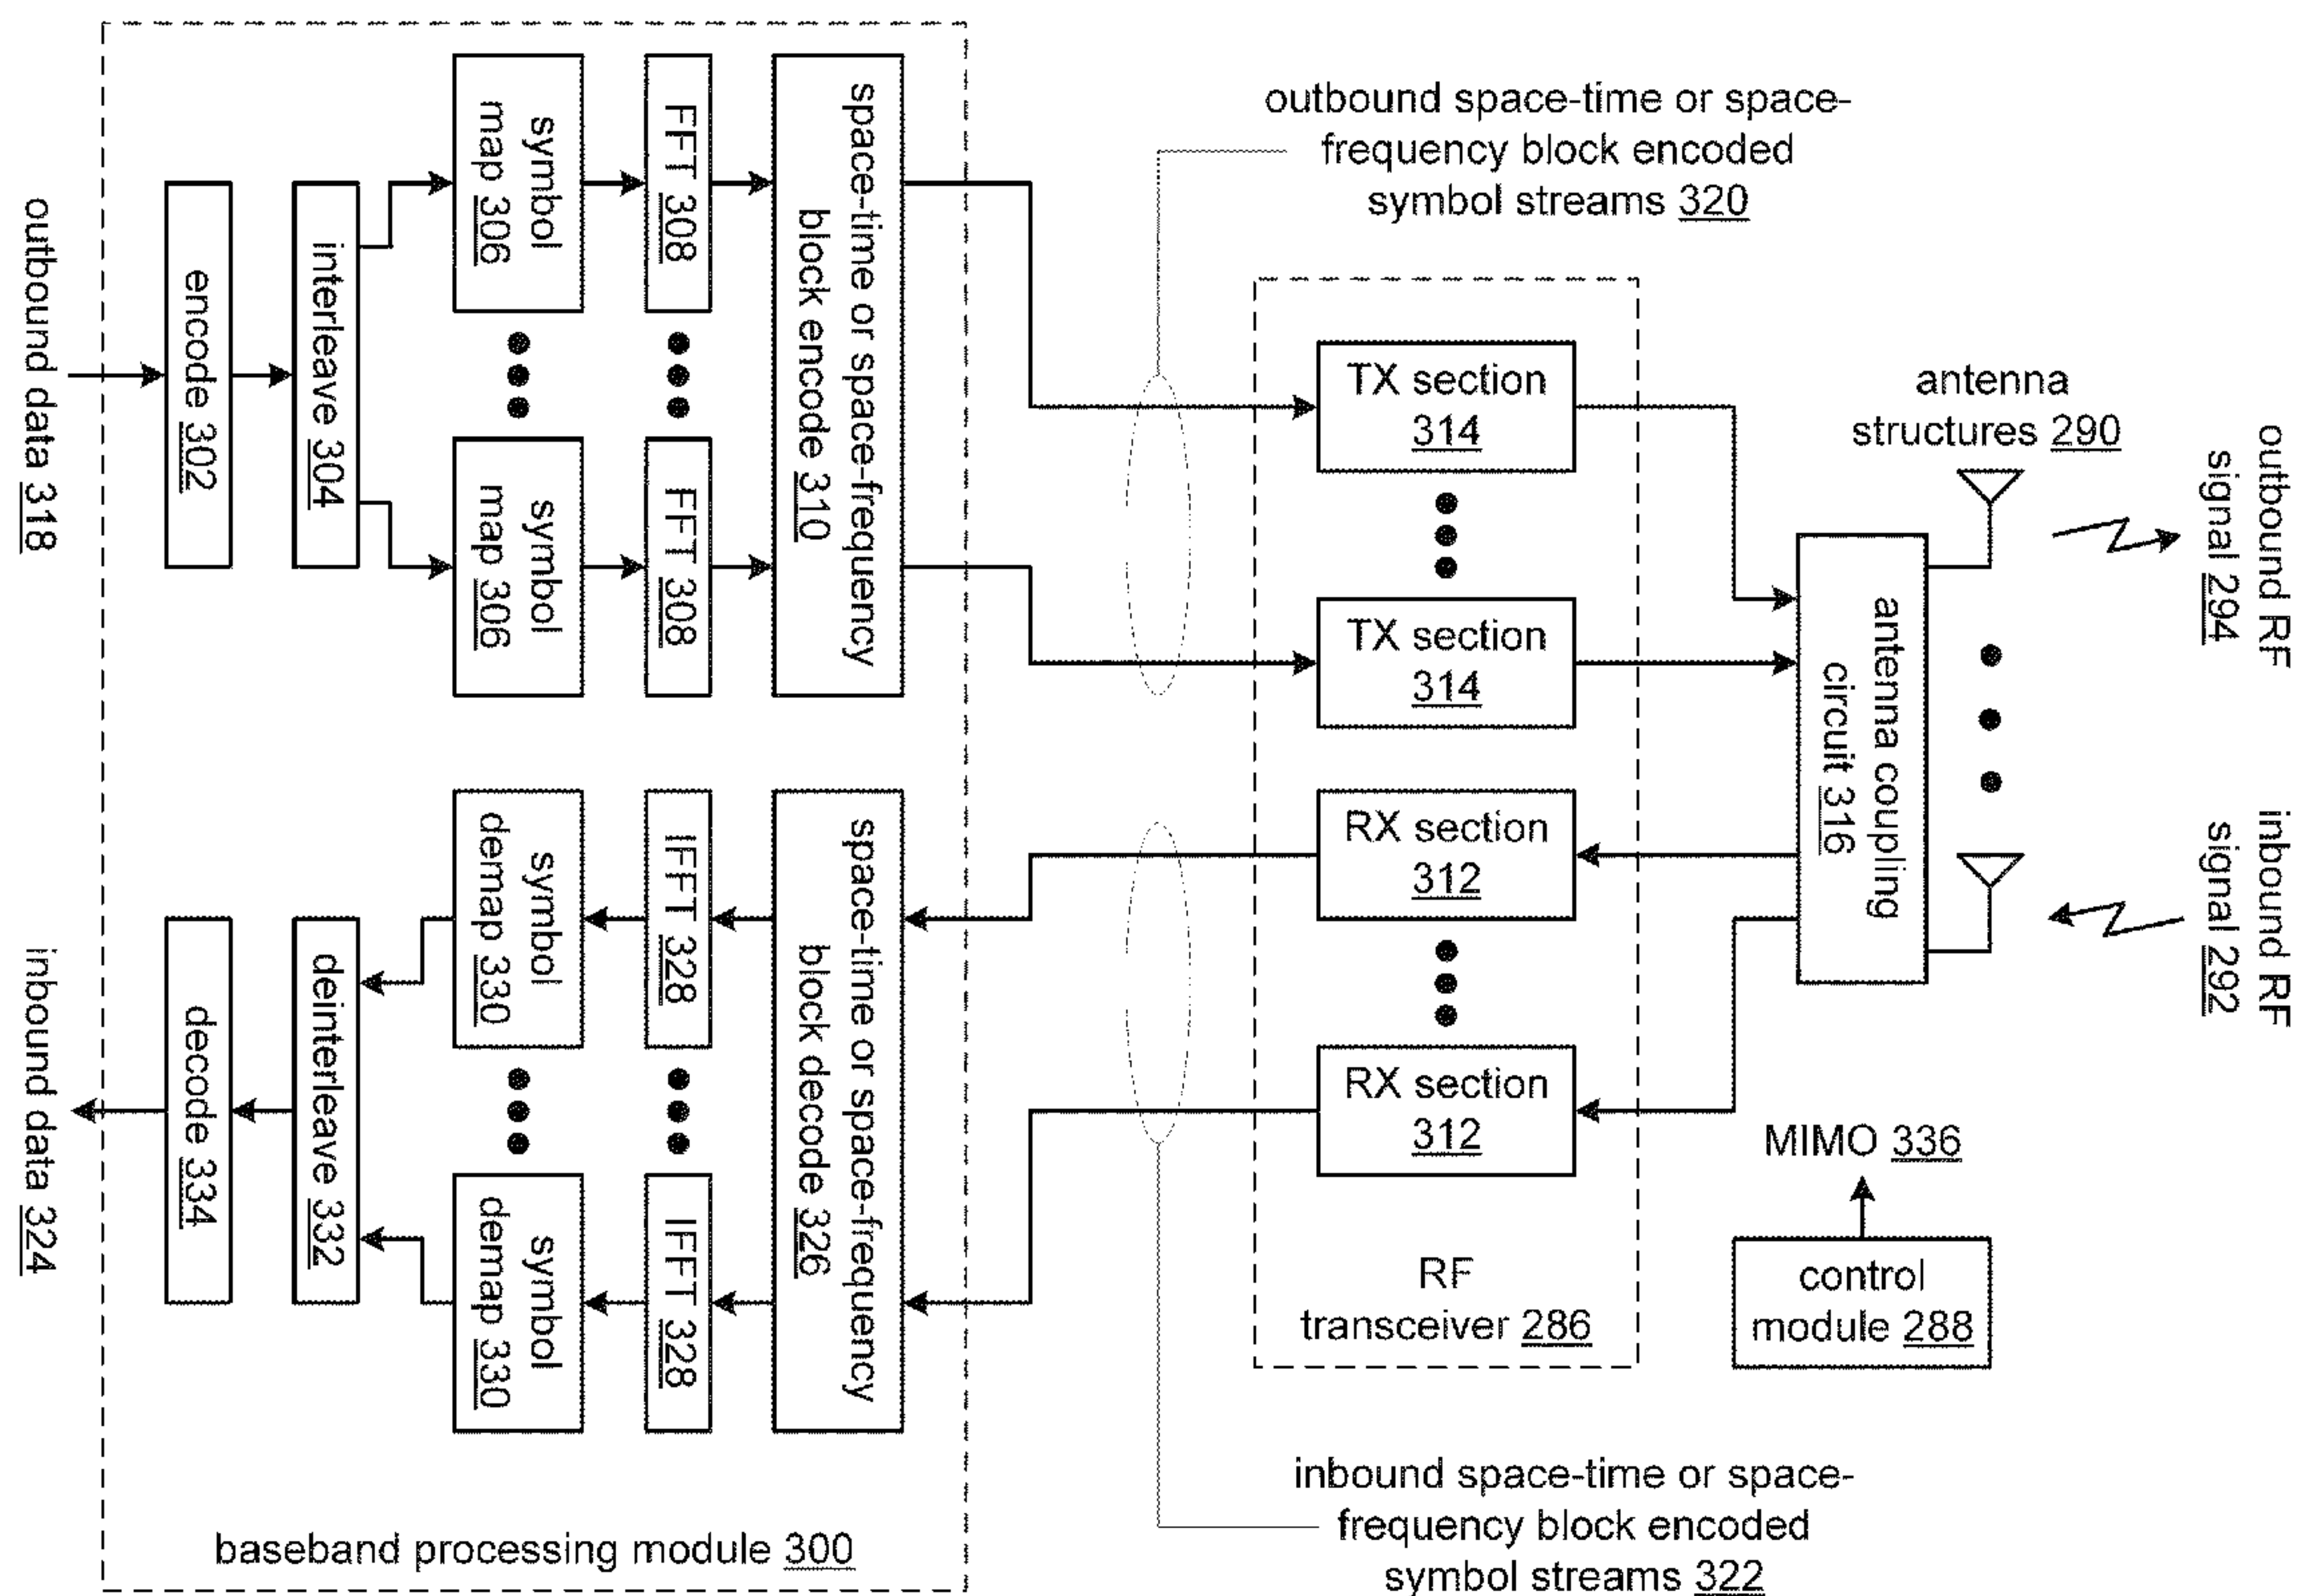 outbound data 318
encode 302
interleave 304
symbol
map 306
FFT 308
symbol
map 306
FFT 308
space-time or space-frequency
block encode 310
outbound space-time or space-
frequency block encoded
symbol streams 320
TX section
314
TX section
314
RX section
312
RX section
312
RF
transceiver 286
antenna
structures 290
antenna coupling
circuit 316
outbound RF
signal 294
inbound RF
signal 292
MIMO 336
control
module 288
inbound data 324
decode 334
deinterleave 332
symbol
demap 330
IFFT 328
symbol
demap 330
IFFT 328
space-time or space-frequency
block decode 326
baseband processing module 300
inbound space-time or space-
frequency block encoded
symbol streams 322